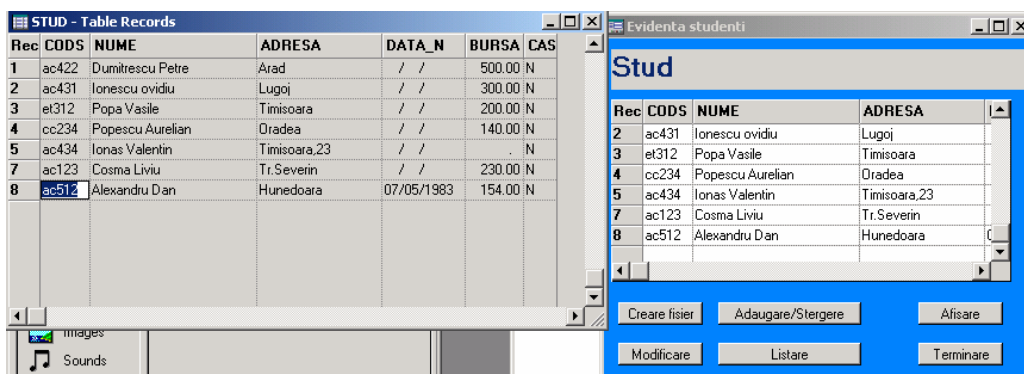 STUD - Table Records
Rec CODS NUME ADRESA DATA_N BURSA CAS
1 ac422 Dumitrescu Petre Arad / / 500.00 N
2 ac431 Ionescu ovidiu Lugoj / / 300.00 N
3 et312 Popa Vasile Timisoara / / 200.00 N
4 cc234 Popescu Aurelian Oradea / / 140.00 N
5 ac434 Ionas Valentin Timisoara,23 / / . N
7 ac123 Cosma Liviu Tr.Severin / / 230.00 N
8 ac512 Alexandru Dan Hunedoara 07/05/1983 154.00 N
Images
Sounds
Evidenta studenti
Stud
Rec CODS NUME ADRESA
2 ac431 Ionescu ovidiu Lugoj
3 et312 Popa Vasile Timisoara
4 cc234 Popescu Aurelian Oradea
5 ac434 Ionas Valentin Timisoara,23
7 ac123 Cosma Liviu Tr.Severin
8 ac512 Alexandru Dan Hunedoara
Creare fisier Adaugare/Stergere Afisare
Modificare Listare Terminare